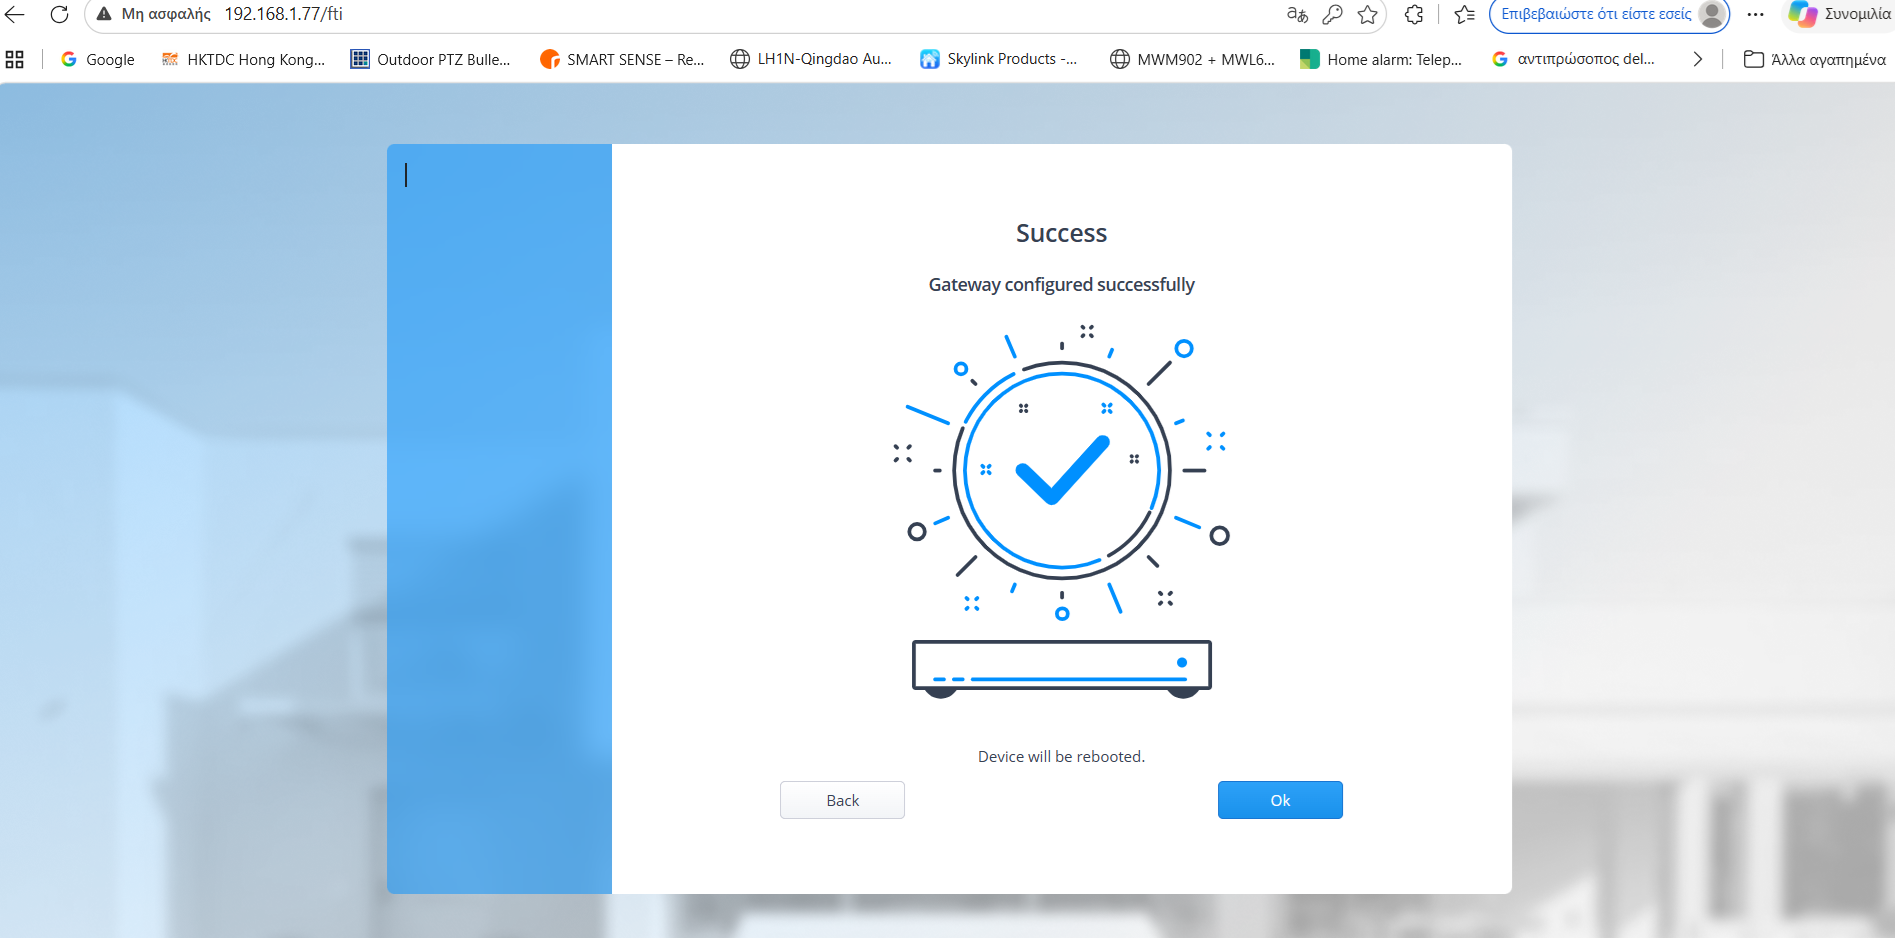 Μη ασφαλής 192.168.1.77/fti
Επιβεβαιώστε ότι είστε εσείς
Συνομιλία
Google
HKTDC Hong Kong...
Outdoor PTZ Bulle...
SMART SENSE – Re...
LH1N-Qingdao Au...
Skylink Products -...
MWM902 + MWL6...
Home alarm: Telep...
αντιπρόσωπος del...
Άλλα αγαπημένα
Success
Gateway configured successfully
Device will be rebooted.
Back
Ok